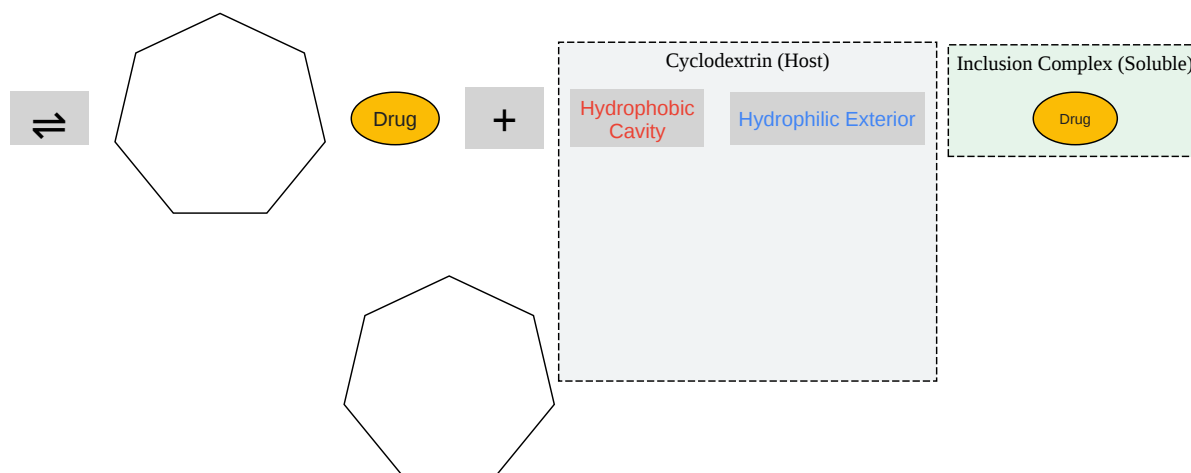 Cyclodextrin (Host)
Inclusion Complex (Soluble)
⇌
Drug
+
Hydrophobic
Cavity
Hydrophilic Exterior
Drug